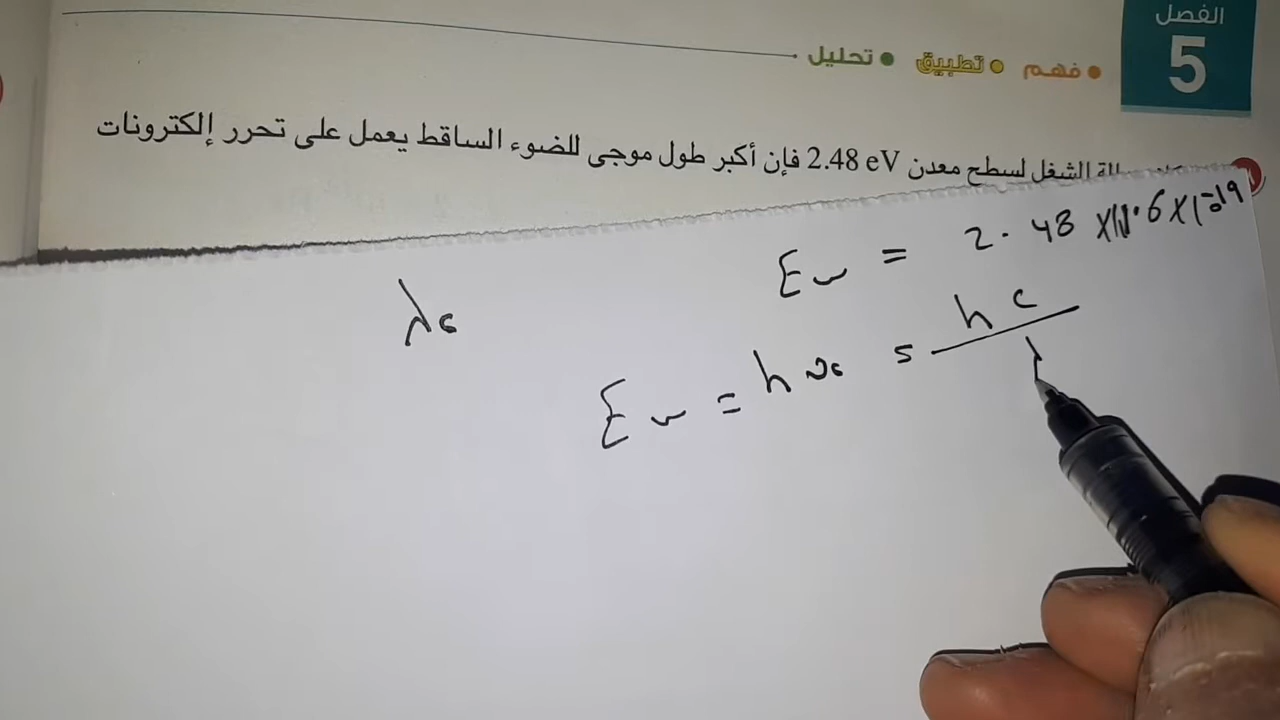 الفصل
5
فهم تطبيق تحليل
الشغل لسطح معدن 2.48 eV فإن أكبر طول موجى للضوء الساقط يعمل على تحرر إلكترونات
Ew = 2.48 × 1.6 × 10-19
λc
Ew = hνc = hc
λ